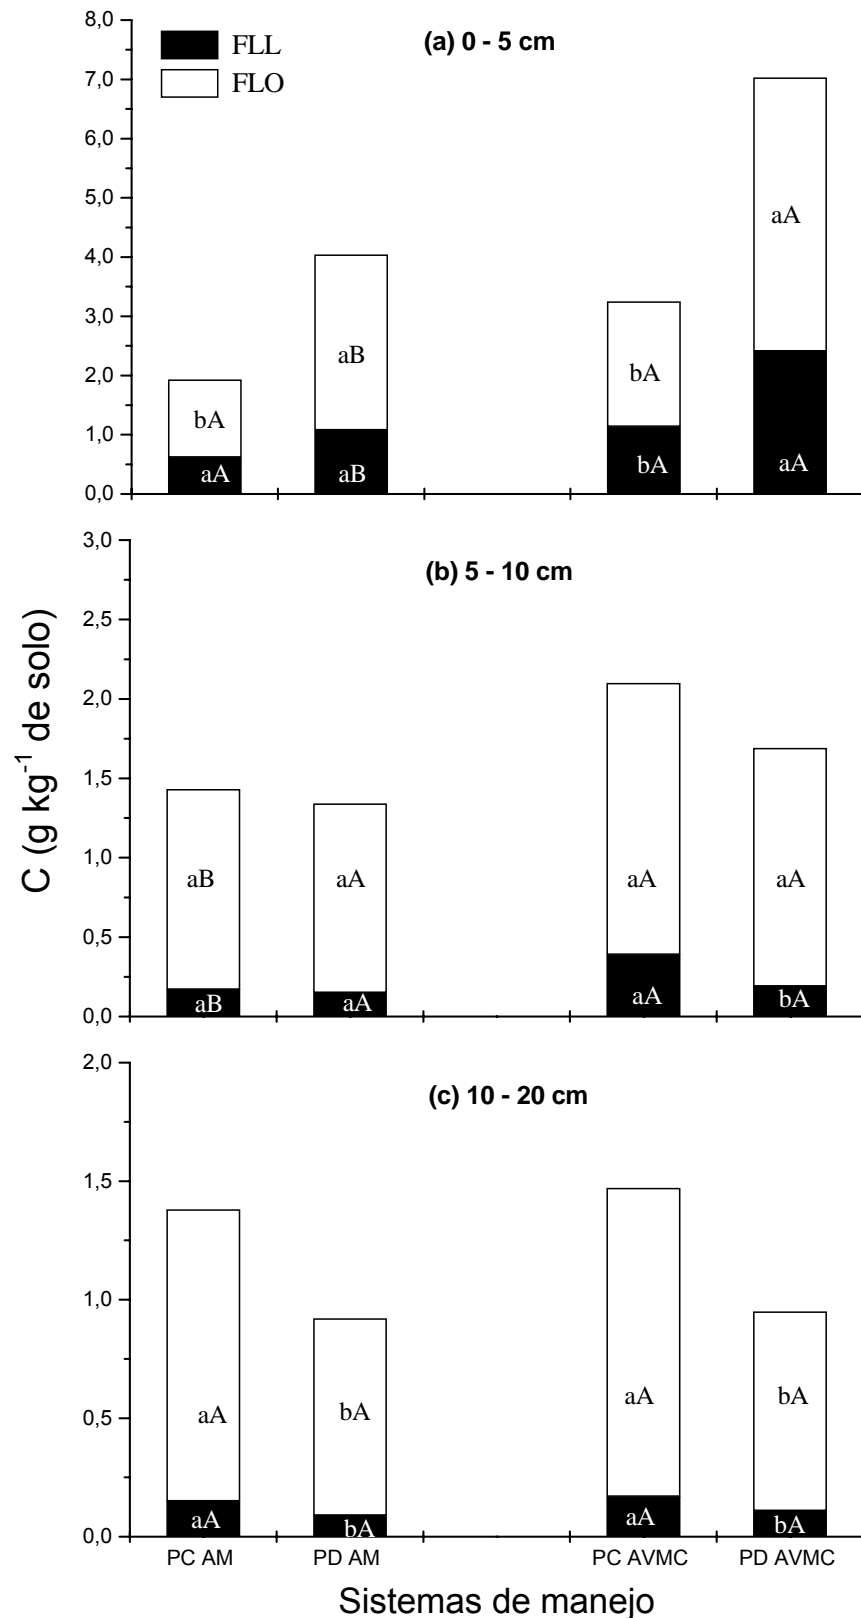 8,0
7,0
6,0
5,0
4,0
3,0
2,0
1,0
0,0
FLL
FLO
(a) 0 - 5 cm
bA
aA
aB
aB
bA
bA
aA
aA
3,0
2,5
2,0
1,5
1,0
0,5
0,0
(b) 5 - 10 cm
aB
aB
aA
aA
aA
aA
aA
bA
C (g kg⁻¹ de solo)
2,0
1,5
1,0
0,5
0,0
(c) 10 - 20 cm
aA
aA
bA
bA
aA
aA
bA
bA
PC AM PD AM PC AVMC PD AVMC
Sistemas de manejo